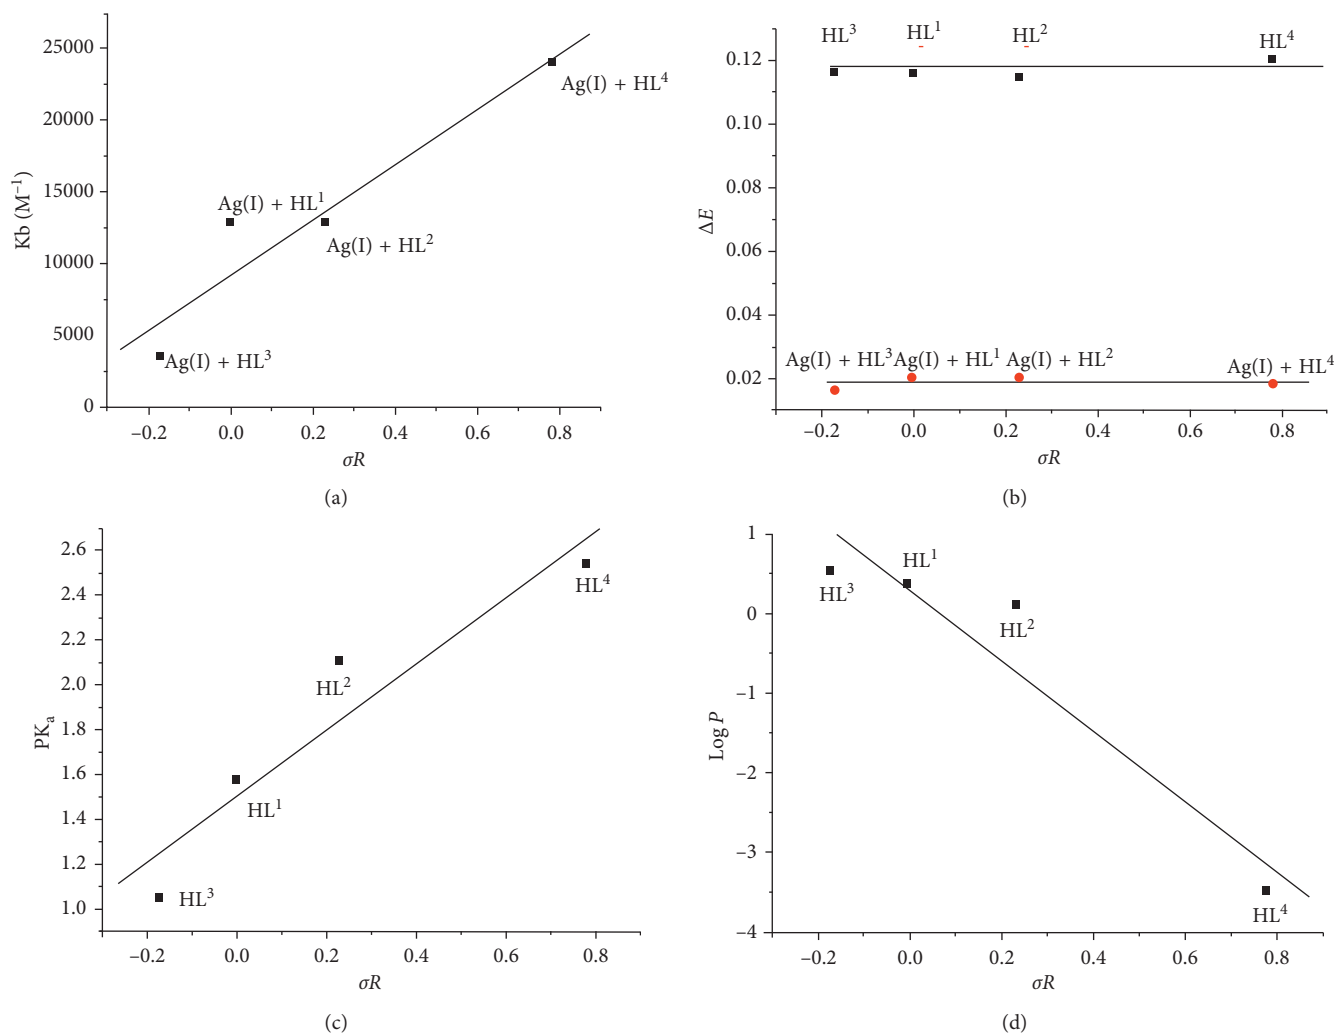 25000
20000
15000
10000
5000
0
Kb (M⁻¹)
Ag(I) + HL⁴
Ag(I) + HL¹
Ag(I) + HL²
Ag(I) + HL³
–0.2 0.0 0.2 0.4 0.6 0.8
σR
(a)
HL³ HL¹ HL² HL⁴
0.12
0.10
0.08
0.06
0.04
0.02
ΔE
Ag(I) + HL³ Ag(I) + HL¹ Ag(I) + HL² Ag(I) + HL⁴
–0.2 0.0 0.2 0.4 0.6 0.8
σR
(b)
2.6
2.4
2.2
2.0
1.8
1.6
1.4
1.2
1.0
PKₐ
HL⁴
HL²
HL¹
HL³
–0.2 0.0 0.2 0.4 0.6 0.8
σR
(c)
1
0
–1
–2
–3
–4
Log P
HL¹
HL³
HL²
HL⁴
–0.2 0.0 0.2 0.4 0.6 0.8
σR
(d)